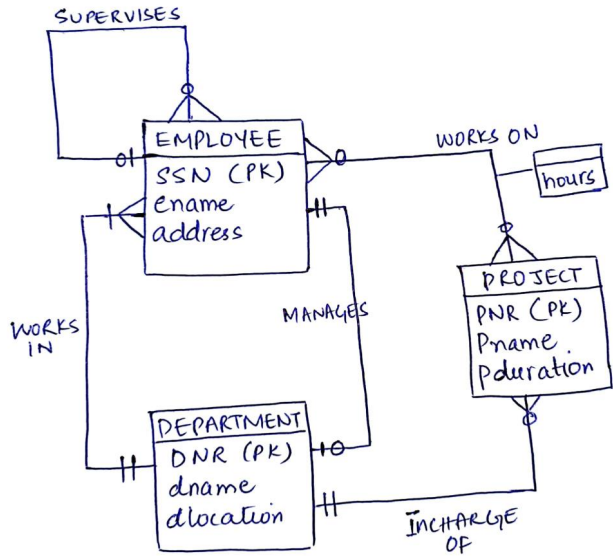 SUPERVISES
EMPLOYEE
SSN (PK)
ename
address
WORKS ON
hours
PROJECT
PNR (PK)
Pname
Pduration
MANAGES
WORKS
IN
DEPARTMENT
DNR (PK)
dname
dlocation
INCHARGE
OF